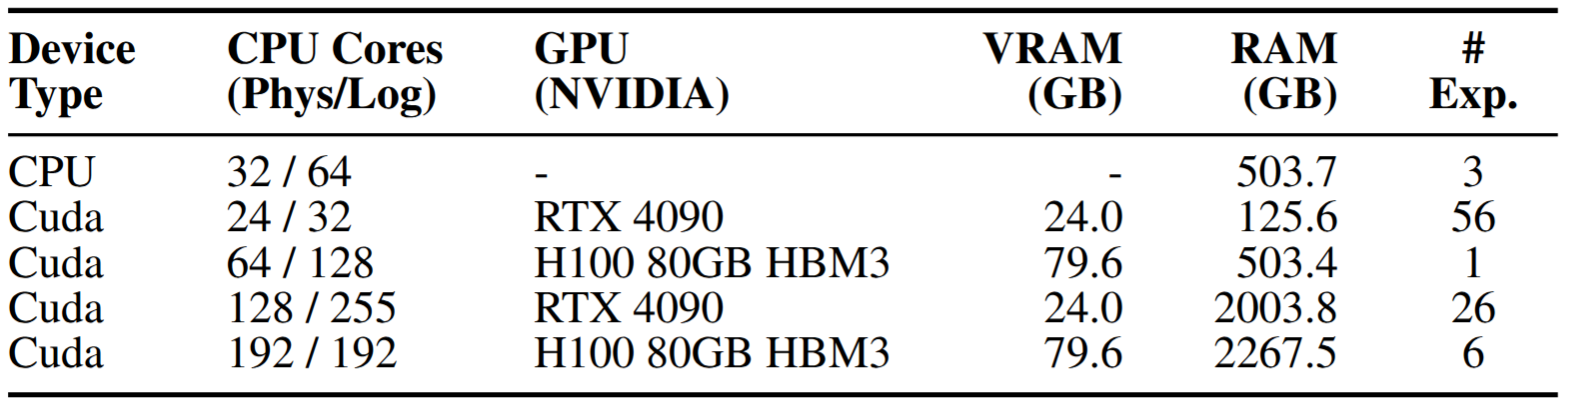 Device CPU Cores GPU VRAM RAM #
Type (Phys/Log) (NVIDIA) (GB) (GB) Exp.
CPU 32 / 64 - - 503.7 3
Cuda 24 / 32 RTX 4090 24.0 125.6 56
Cuda 64 / 128 H100 80GB HBM3 79.6 503.4 1
Cuda 128 / 255 RTX 4090 24.0 2003.8 26
Cuda 192 / 192 H100 80GB HBM3 79.6 2267.5 6